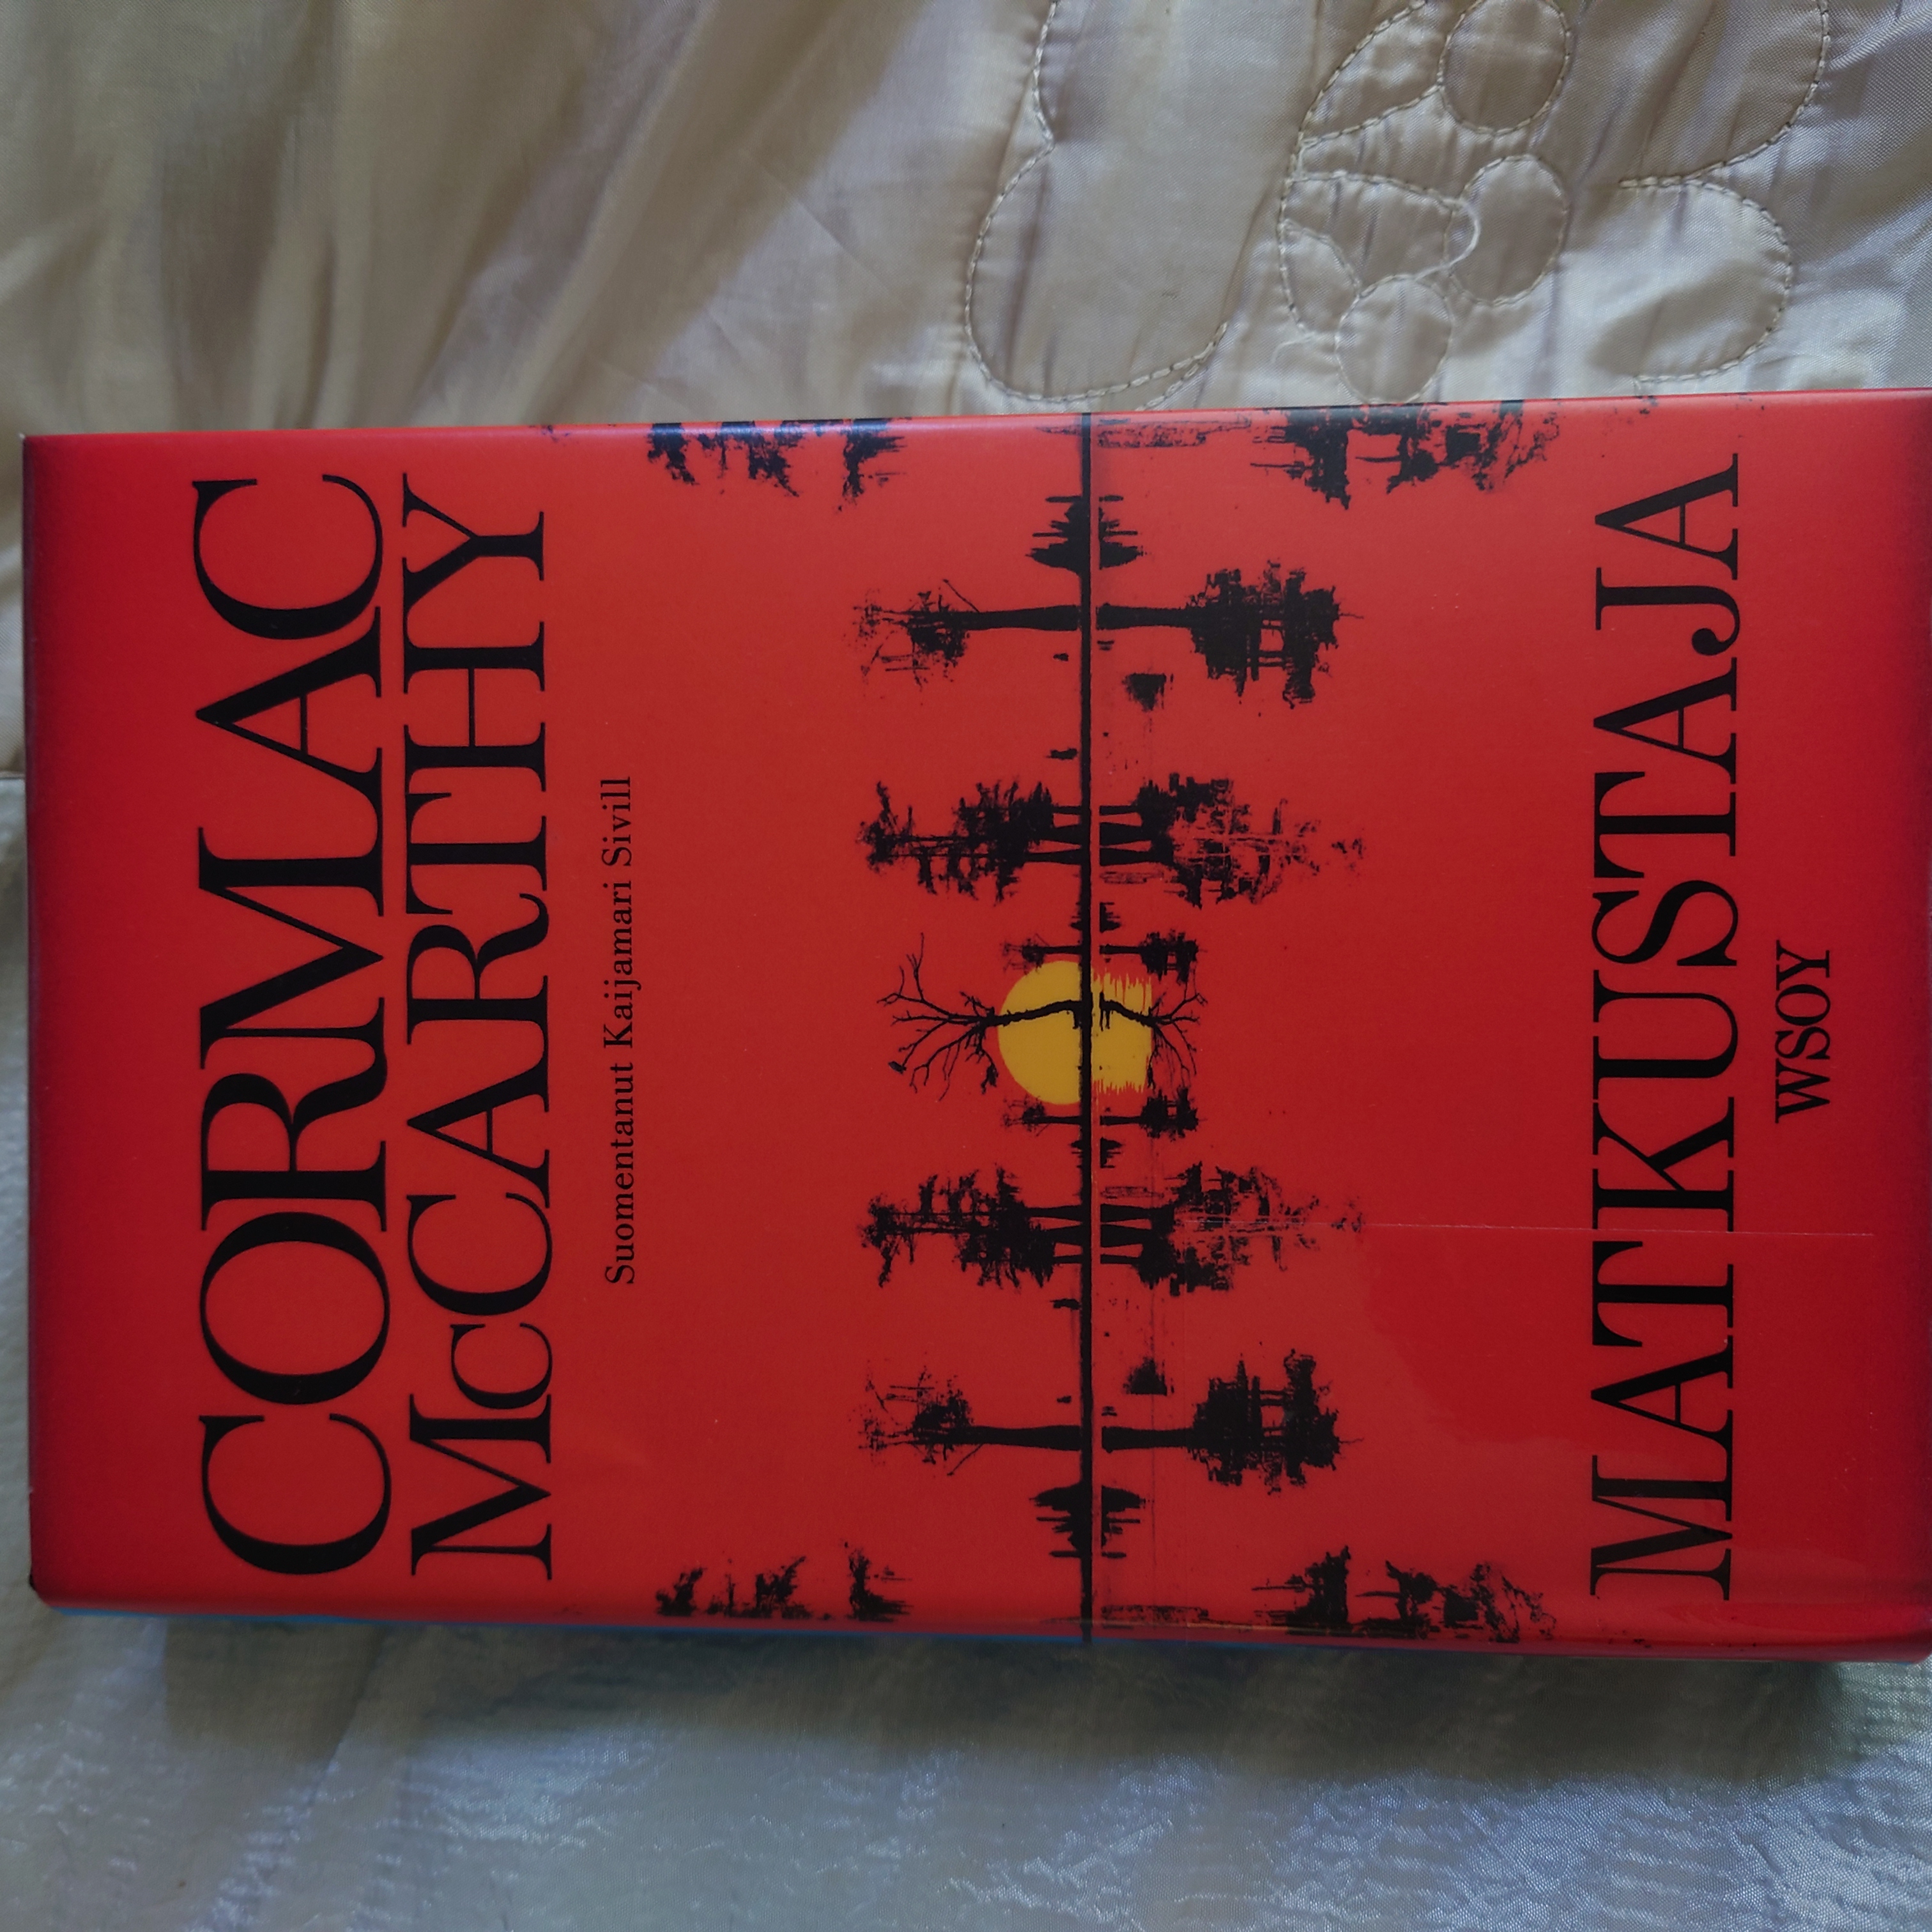 CORMAC
McCARTHY
Suomentanut Kaijamari Sivill
MATKUSTAJA
WSOY